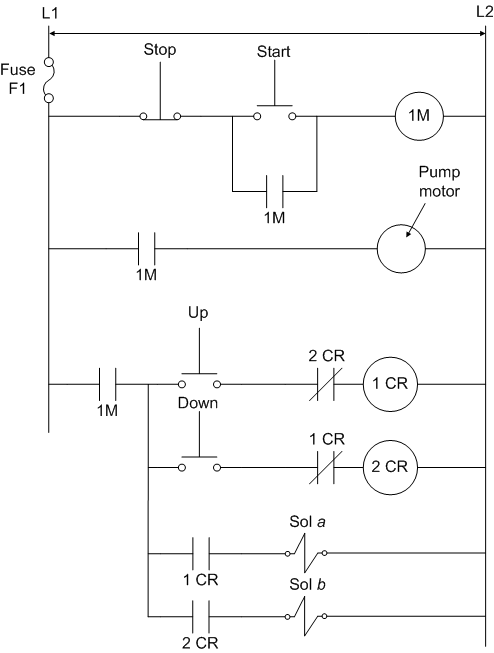 L1
L2
Fuse
F1
Stop
Start
1M
1M
Pump
motor
1M
Up
2 CR
1 CR
1M
Down
1 CR
2 CR
Sol a
1 CR
Sol b
2 CR